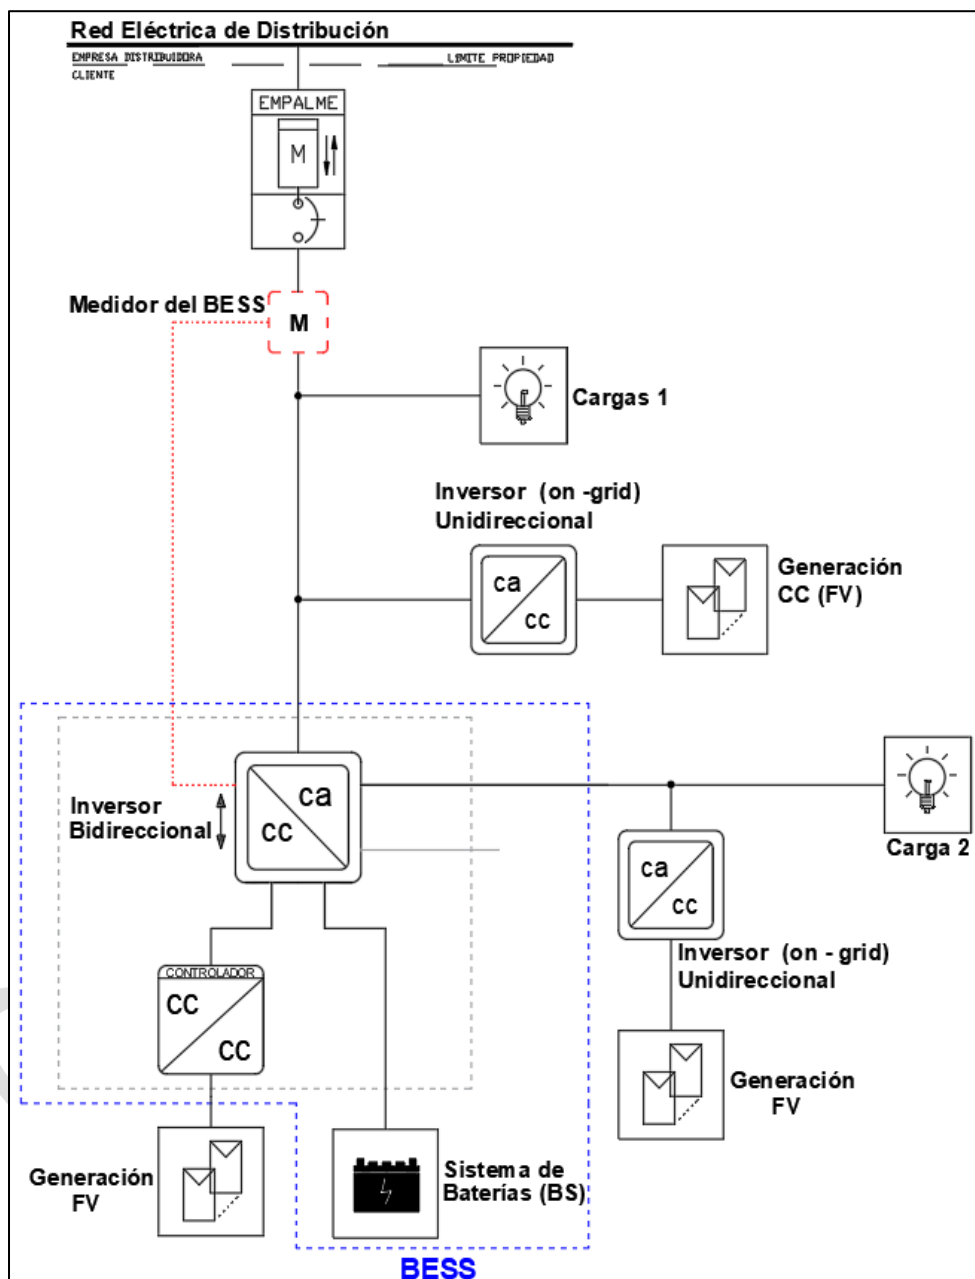 Red Eléctrica de Distribución
EMPRESA DISTRIBUIDORA
LIMITE PROPIEDAD
CLIENTE
EMPALME
M
Medidor del BESS
M
Cargas 1
Inversor (on -grid)
Unidireccional
ca
cc
Generación
CC (FV)
Inversor
Bidireccional
ca
cc
Carga 2
ca
cc
Inversor (on - grid)
Unidireccional
CONTROLADOR
CC
CC
Generación
FV
Generación
FV
Sistema de
Baterías (BS)
BESS